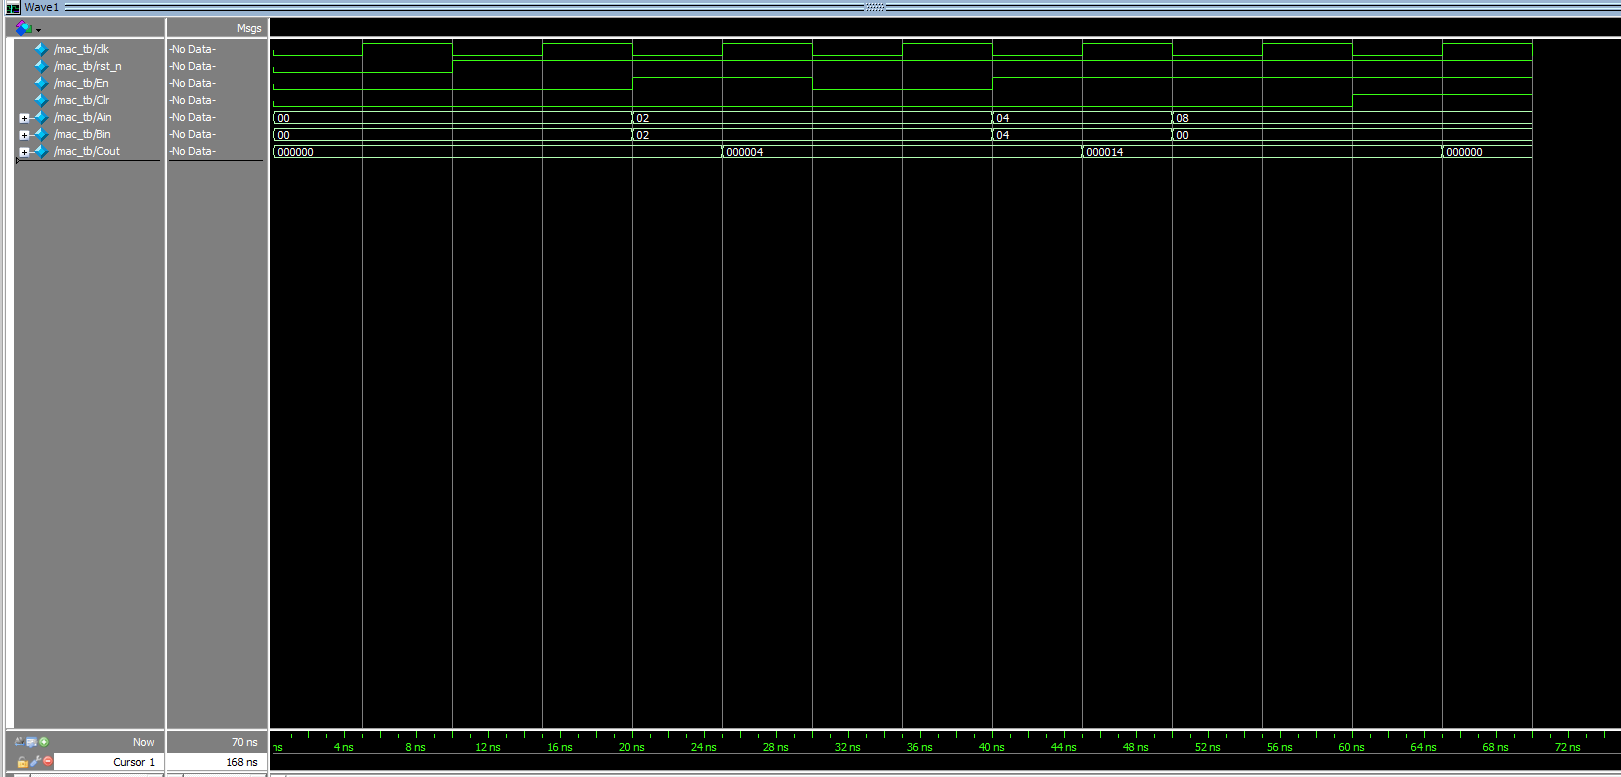 Wave1
Msgs
/mac_tb/clk -No Data-
/mac_tb/rst_n -No Data-
/mac_tb/En -No Data-
/mac_tb/Clr -No Data-
/mac_tb/Ain -No Data- 00 02 04 08
/mac_tb/Bin -No Data- 00 02 04 00
/mac_tb/Cout -No Data- 000000 000004 000014 000000
Now 70 ns ns 4 ns 8 ns 12 ns 16 ns 20 ns 24 ns 28 ns 32 ns 36 ns 40 ns 44 ns 48 ns 52 ns 56 ns 60 ns 64 ns 68 ns 72 ns
Cursor 1 168 ns